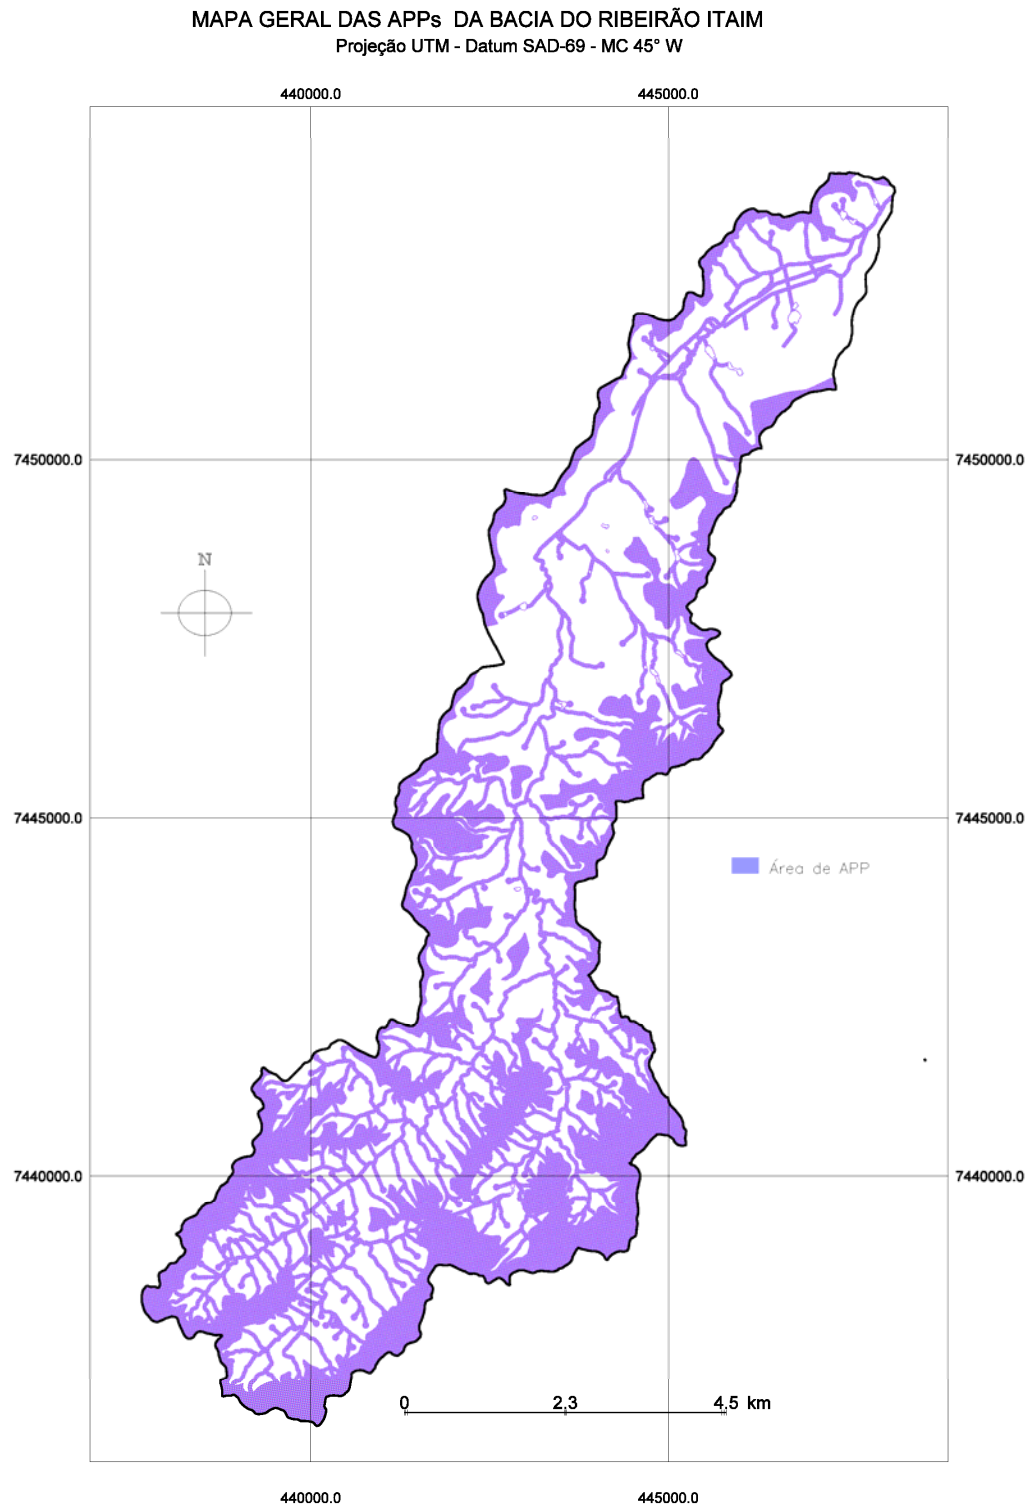 MAPA GERAL DAS APPs DA BACIA DO RIBEIRÃO ITAIM
Projeção UTM - Datum SAD-69 - MC 45° W
440000.0 445000.0
7450000.0 7450000.0
N
7445000.0 7445000.0
Área de APP
7440000.0 7440000.0
0 2.3 4.5 km
440000.0 445000.0